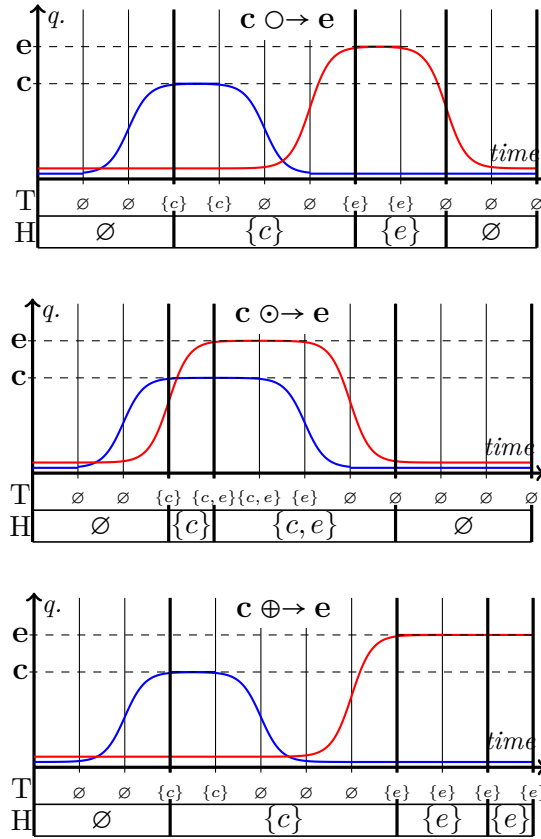 q. c ○→ e
e
c
time
T ∅ ∅ {c} {c} ∅ ∅ {e} {e} ∅ ∅ ∅
H ∅ {c} {e} ∅
q. c ⊙→ e
e
c
time
T ∅ ∅ {c} {c, e} {c, e} {e} ∅ ∅ ∅ ∅ ∅
H ∅ {c} {c, e} ∅
q. c ⊕→ e
e
c
time
T ∅ ∅ {c} {c} ∅ ∅ ∅ {e} {e} {e} {e}
H ∅ {c} {e} {e}